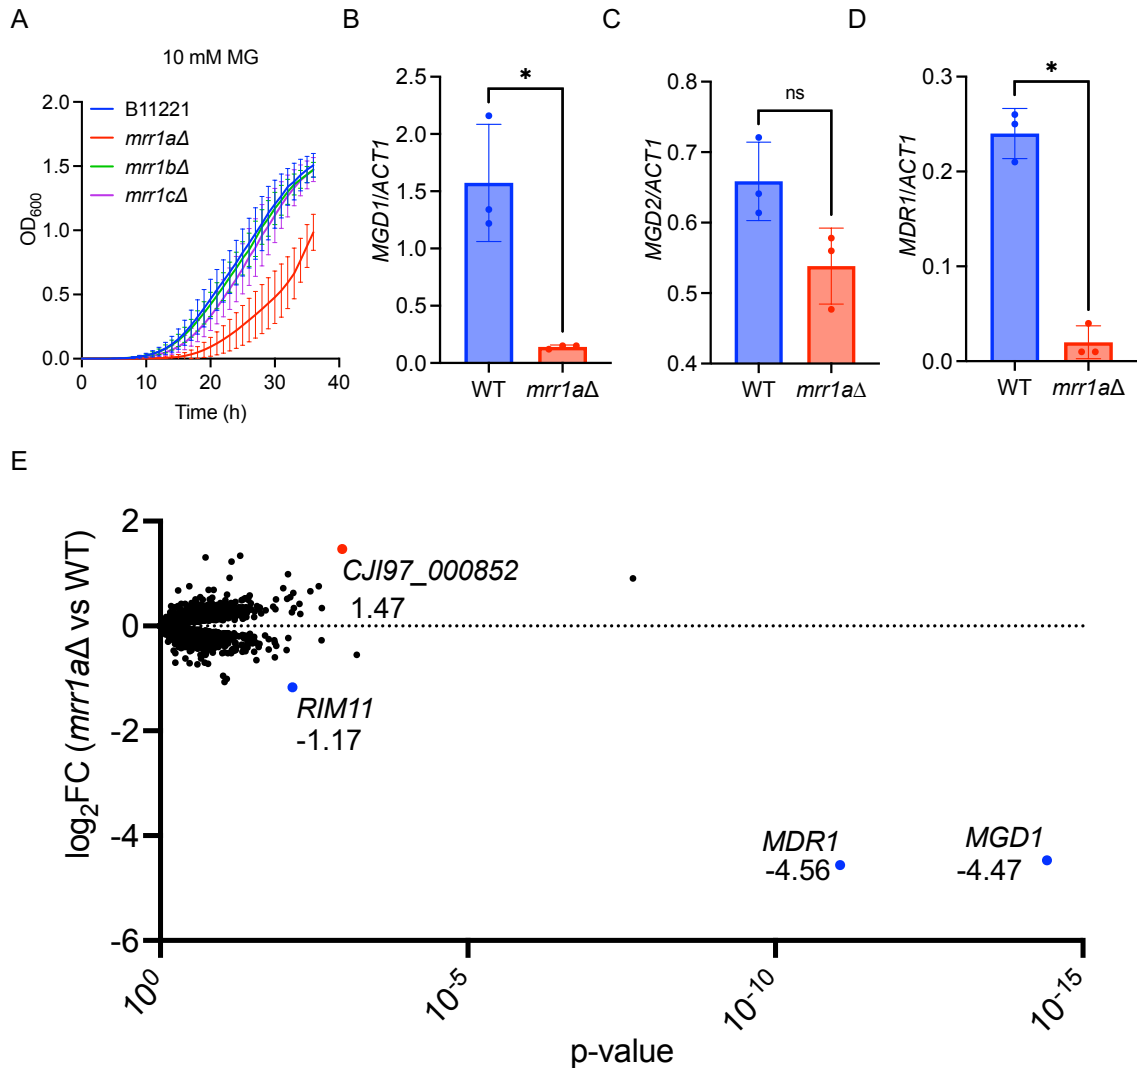 A
B
C
D
10 mM MG
B11221
mrr1aΔ
mrr1bΔ
mrr1cΔ
OD600
2.0
1.5
1.0
0.5
0.0
0 10 20 30 40
Time (h)
MGD1/ACT1
2.5
2.0
1.5
1.0
0.5
0.0
*
WT mrr1aΔ
MGD2/ACT1
0.8
0.7
0.6
0.5
0.4
ns
WT mrr1aΔ
MDR1/ACT1
0.3
0.2
0.1
0.0
*
WT mrr1aΔ
E
log2FC (mrr1aΔ vs WT)
2
0
-2
-4
-6
CJI97_000852
1.47
RIM11
-1.17
MDR1
-4.56
MGD1
-4.47
10^0 10^-5 10^-10 10^-15
p-value